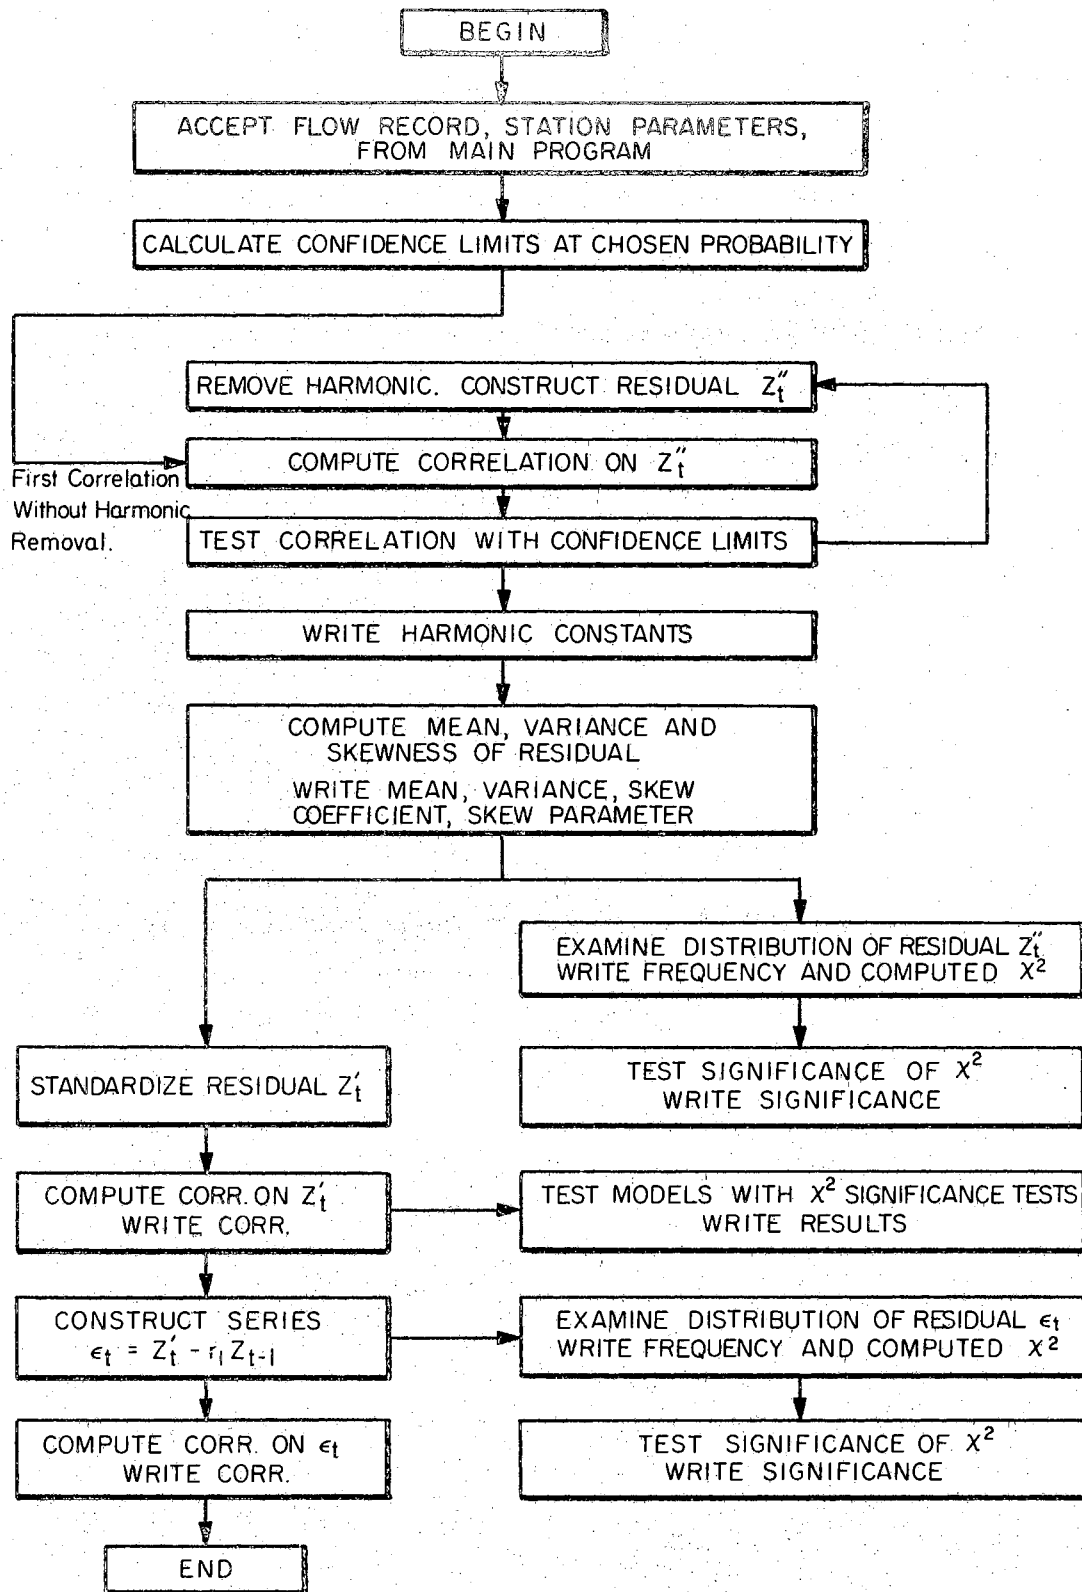 BEGIN
ACCEPT FLOW RECORD, STATION PARAMETERS,
FROM MAIN PROGRAM
CALCULATE CONFIDENCE LIMITS AT CHOSEN PROBABILITY
REMOVE HARMONIC. CONSTRUCT RESIDUAL Z''t
COMPUTE CORRELATION ON Z''t
First Correlation
Without Harmonic
Removal.
TEST CORRELATION WITH CONFIDENCE LIMITS
WRITE HARMONIC CONSTANTS
COMPUTE MEAN, VARIANCE AND
SKEWNESS OF RESIDUAL
WRITE MEAN, VARIANCE, SKEW
COEFFICIENT, SKEW PARAMETER
EXAMINE DISTRIBUTION OF RESIDUAL Z''t
WRITE FREQUENCY AND COMPUTED X²
STANDARDIZE RESIDUAL Z't
TEST SIGNIFICANCE OF X²
WRITE SIGNIFICANCE
COMPUTE CORR. ON Z't
WRITE CORR.
TEST MODELS WITH X² SIGNIFICANCE TESTS
WRITE RESULTS
CONSTRUCT SERIES
εt = Z't - r1 Zt-1
EXAMINE DISTRIBUTION OF RESIDUAL εt
WRITE FREQUENCY AND COMPUTED X²
COMPUTE CORR. ON εt
WRITE CORR.
TEST SIGNIFICANCE OF X²
WRITE SIGNIFICANCE
END